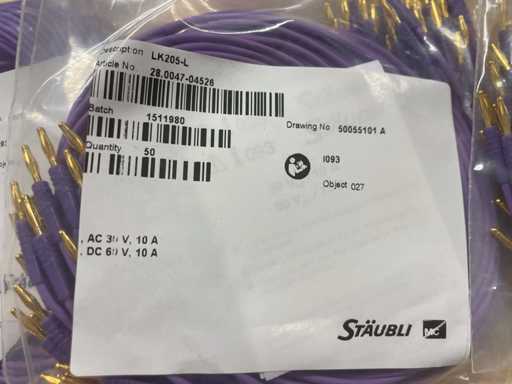 Description LK205-L
Article No. 28.0047-04526
Batch 1511980
Drawing No 50055101 A
Quantity 50
I093
Object 027
, AC 30 V, 10 A
, DC 60 V, 10 A
STÄUBLI MC